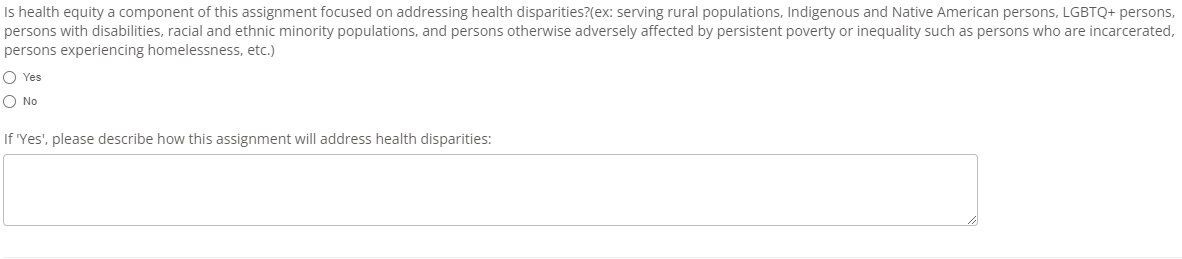 Is health equity a component of this assignment focused on addressing health disparities?(ex: serving rural populations, Indigenous and Native American persons, LGBTQ+ persons,
persons with disabilities, racial and ethnic minority populations, and persons otherwise adversely affected by persistent poverty or inequality such as persons who are incarcerated,
persons experiencing homelessness, etc.)
Yes
No
If 'Yes', please describe how this assignment will address health disparities: